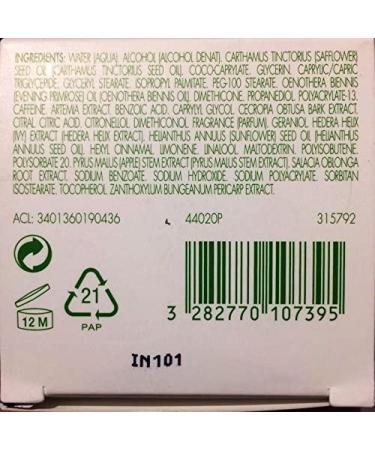 INGREDIENTS: WATER (AQUA), ALCOHOL (ALCOHOL DENAT.), CARTHAMUS TINCTORIUS (SAFFLOWER)
SEED OIL (CARTHAMUS TINCTORIUS SEED OIL), COCO-CAPRYLATE, GLYCERIN, CAPRYLIC/CAPRIC
TRIGLYCERIDE, GLYCERYL STEARATE, ISOPROPYL PALMITATE, PEG-100 STEARATE, OENOTHERA BIENNIS
(EVENING PRIMROSE) OIL (OENOTHERA BIENNIS OIL), DIMETHICONE, PROPANEDIOL, POLYACRYLATE-13,
CAFFEINE, ARTEMIA EXTRACT, BENZOIC ACID, CAPRYLYL GLYCOL, CECROPIA OBTUSA BARK EXTRACT,
CITRAL, CITRIC ACID, CITRONELLOL, DIMETHICONOL, FRAGRANCE (PARFUM), GERANIOL, HEDERA HELIX
(IVY) EXTRACT (HEDERA HELIX EXTRACT), HELIANTHUS ANNUUS (SUNFLOWER) SEED OIL (HELIANTHUS
ANNUUS SEED OIL), HEXYL CINNAMAL, LIMONENE, LINALOOL, MALTODEXTRIN, POLYISOBUTENE,
POLYSORBATE 20, PYRUS MALUS (APPLE) STEM EXTRACT (PYRUS MALUS STEM EXTRACT), SALACIA OBLONGA
ROOT EXTRACT, SODIUM BENZOATE, SODIUM HYDROXIDE, SODIUM POLYACRYLATE, SORBITAN
ISOSTEARATE, TOCOPHEROL, ZANTHOXYLUM BUNGEANUM PERICARP EXTRACT.
ACL: 3401360190436 44020P 315792
12 M
21
PAP
3 282770 107395
IN101